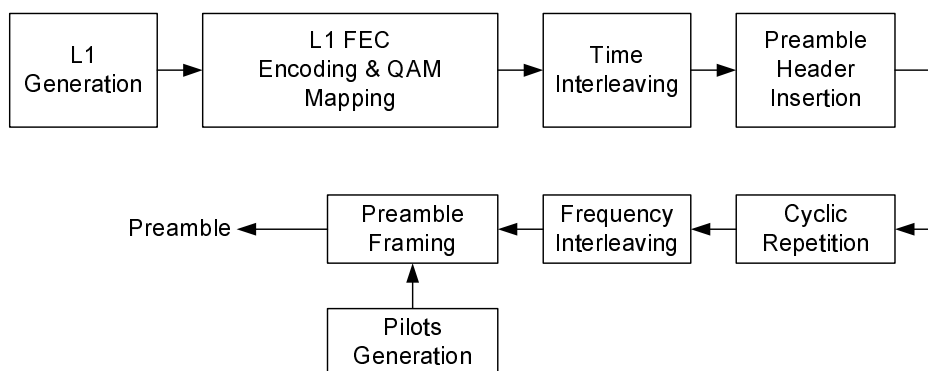 L1
Generation
L1 FEC
Encoding & QAM
Mapping
Time
Interleaving
Preamble
Header
Insertion
Preamble
Preamble
Framing
Frequency
Interleaving
Cyclic
Repetition
Pilots
Generation